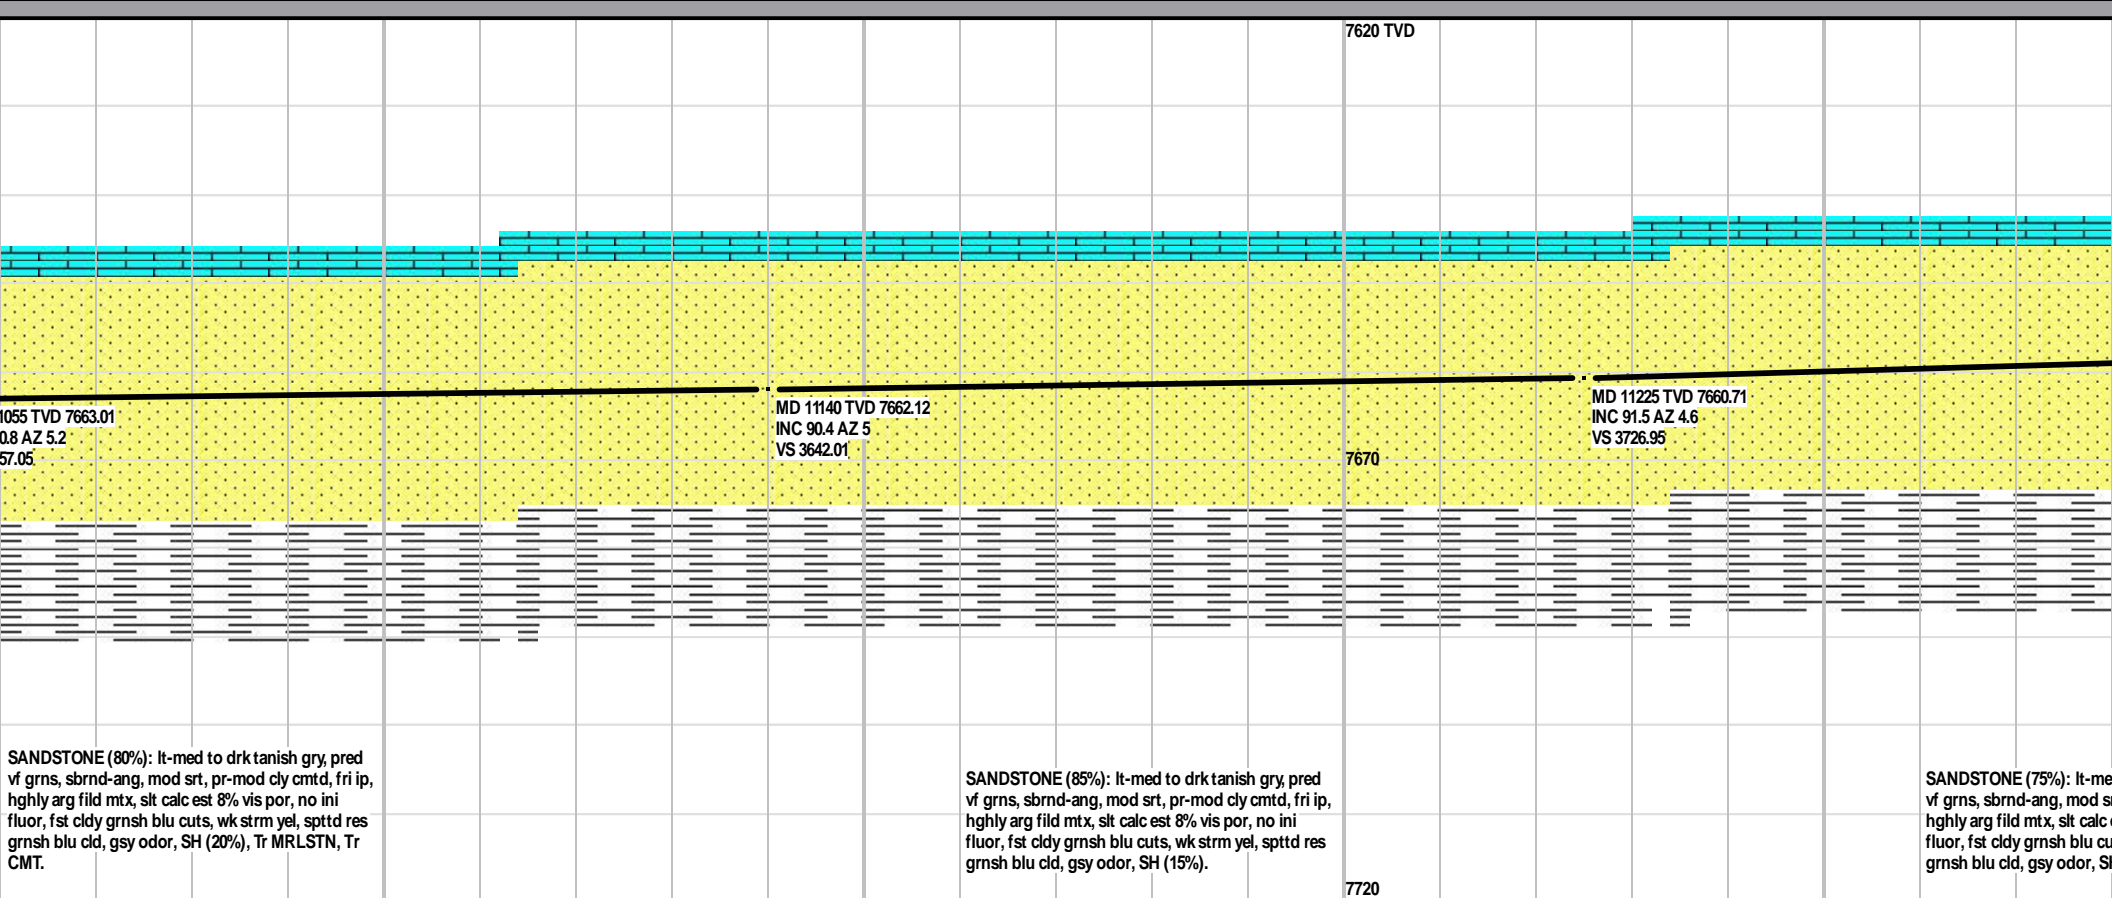 7620 TVD
1055 TVD 7663.01
0.8 AZ 5.2
57.05
MD 11140 TVD 7662.12
INC 90.4 AZ 5
VS 3642.01
MD 11225 TVD 7660.71
INC 91.5 AZ 4.6
VS 3726.95
7670
SANDSTONE (80%): lt-med to drk tanish gry, pred
vf grns, sbrnd-ang, mod srt, pr-mod cly cmtd, fri ip,
hghly arg fild mtx, slt calc est 8% vis por, no ini
fluor, fst cldy grnsh blu cuts, wk strm yel, spttd res
grnsh blu cld, gsy odor, SH (20%), Tr MRLSTN, Tr
CMT.
SANDSTONE (85%): lt-med to drk tanish gry, pred
vf grns, sbrnd-ang, mod srt, pr-mod cly cmtd, fri ip,
hghly arg fild mtx, slt calc est 8% vis por, no ini
fluor, fst cldy grnsh blu cuts, wk strm yel, spttd res
grnsh blu cld, gsy odor, SH (15%).
SANDSTONE (75%): lt-me
vf grns, sbrnd-ang, mod s
hghly arg fild mtx, slt calc
fluor, fst cldy grnsh blu cu
grnsh blu cld, gsy odor, S
7720